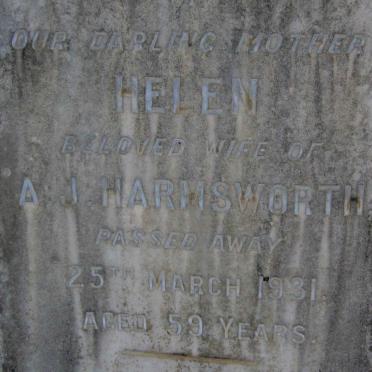 OUR DARLING MOTHER
HELEN
BELOVED WIFE OF
A. J. HARMSWORTH
PASSED AWAY
25TH MARCH 1931.
AGED 59 YEARS.